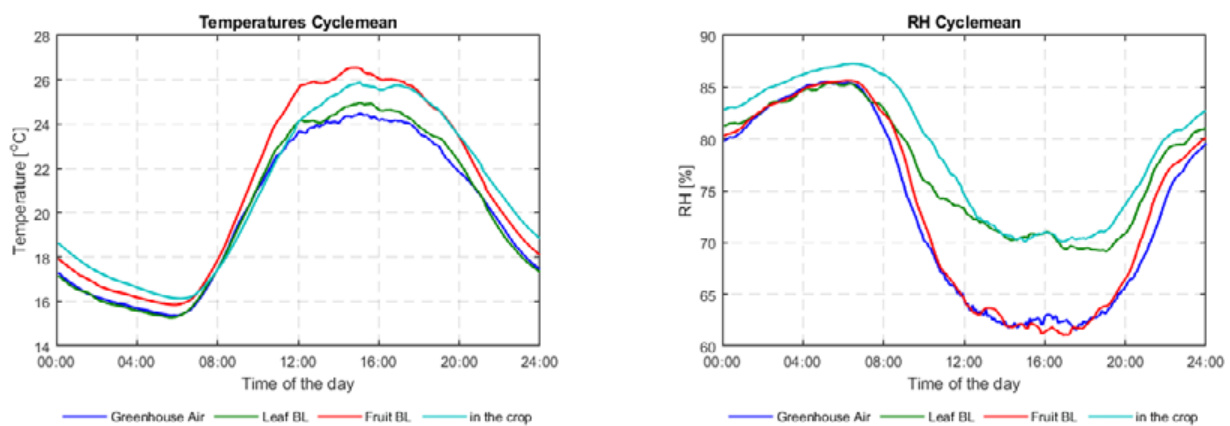 Temperatures Cyclemean
28
26
24
22
20
18
16
14
Temperature [°C]
00:00 04:00 08:00 12:00 16:00 20:00 24:00
Time of the day
Greenhouse Air Leaf BL Fruit BL in the crop
RH Cyclemean
90
85
80
75
70
65
60
RH [%]
00:00 04:00 08:00 12:00 16:00 20:00 24:00
Time of the day
Greenhouse Air Leaf BL Fruit BL in the crop